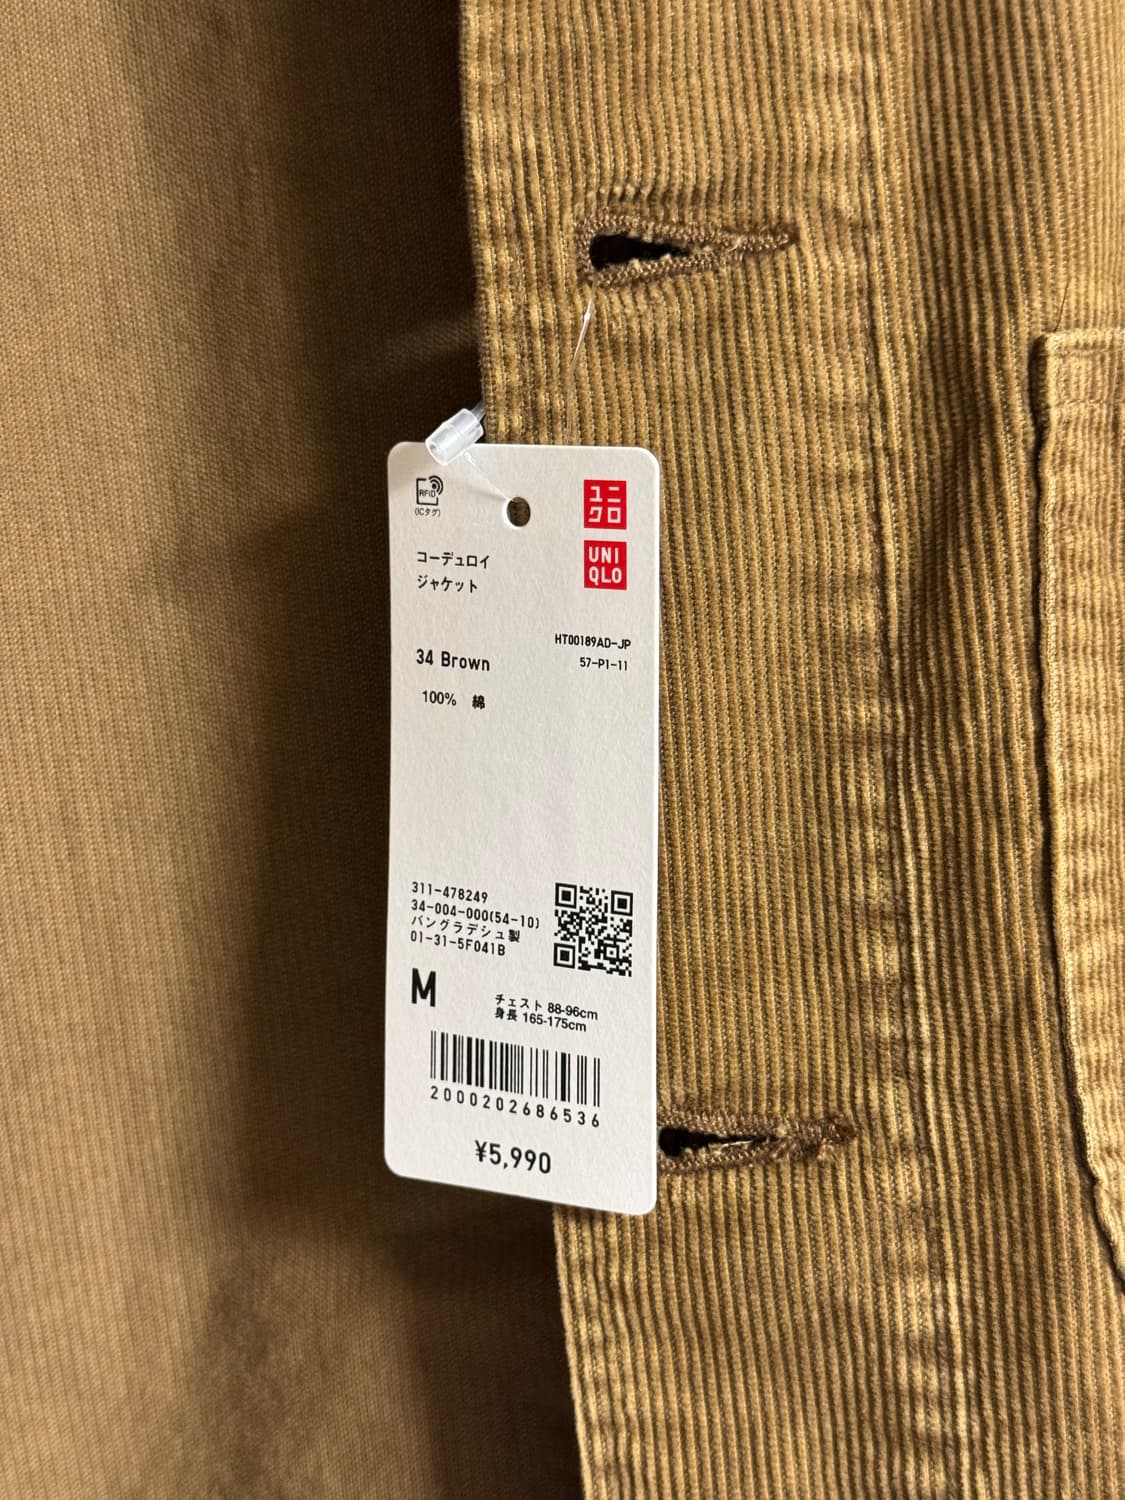 RFID
(ICタグ)
ユニ
クロ
UNI
QLO
コーデュロイ
ジャケット
HT00189AD-JP
57-P1-11
34 Brown
100% 綿
311-478249
34-004-000(54-10)
バングラデシュ製
01-31-5F041B
M
チェスト 88-96cm
身長 165-175cm
2000202686536
¥5,990